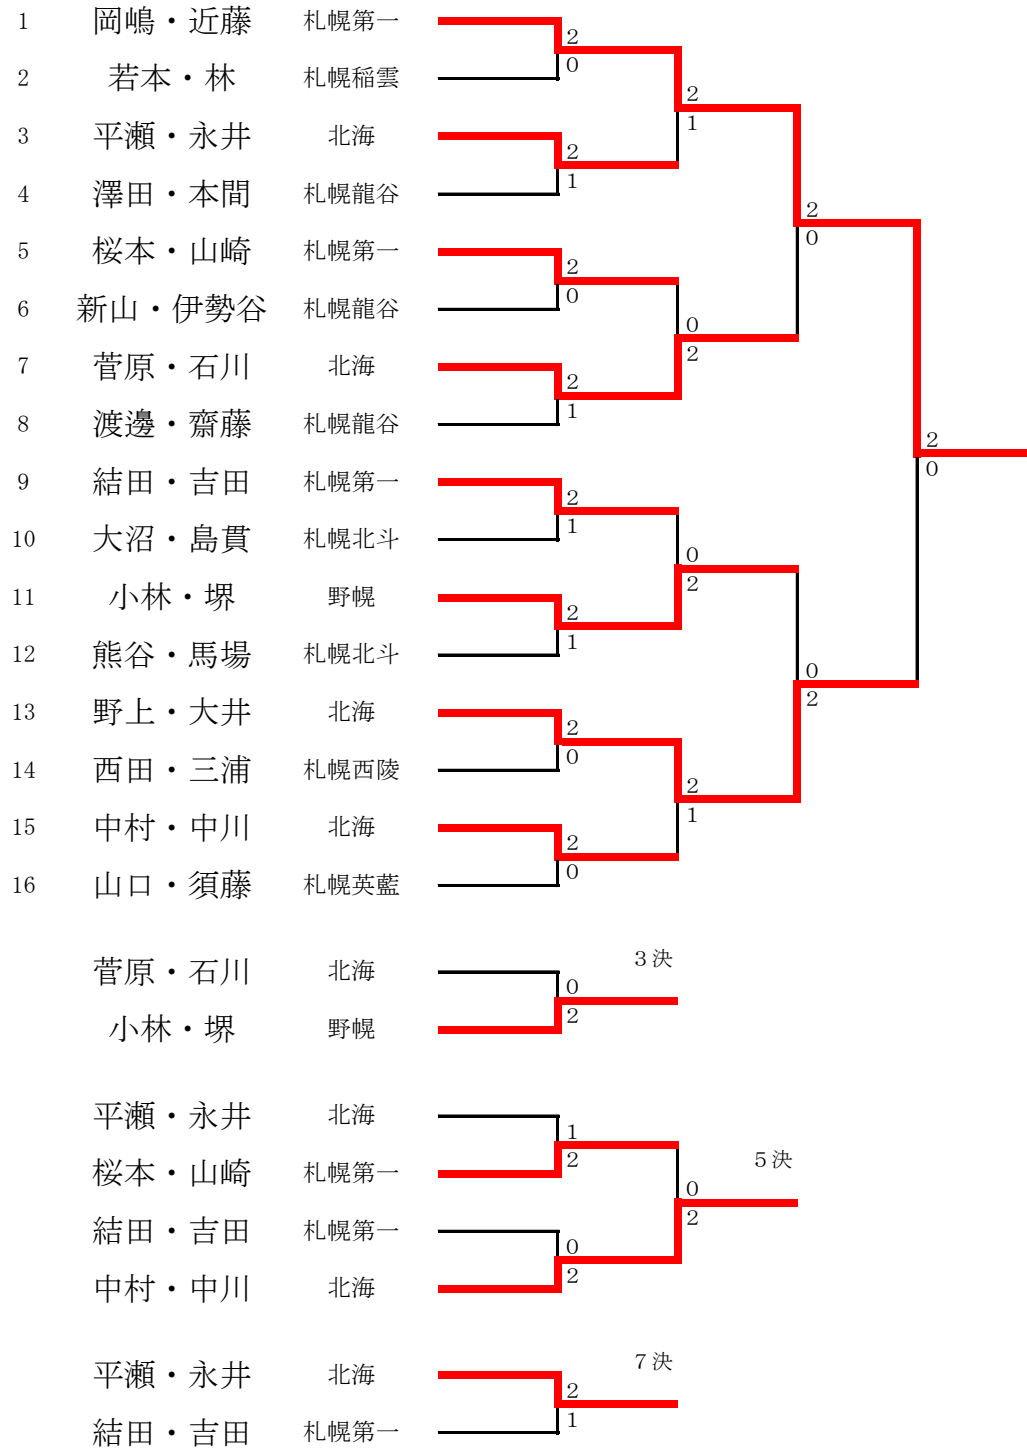 1 岡嶋・近藤 札幌第一
2
0
2 若本・林 札幌稲雲
2
1
3 平瀬・永井 北海
2
1
4 澤田・本間 札幌龍谷
2
0
5 桜本・山崎 札幌第一
2
0
6 新山・伊勢谷 札幌龍谷
0
2
7 菅原・石川 北海
2
1
8 渡邊・齋藤 札幌龍谷
2
0
9 結田・吉田 札幌第一
2
1
10 大沼・島貫 札幌北斗
0
2
11 小林・堺 野幌
2
1
12 熊谷・馬場 札幌北斗
0
2
13 野上・大井 北海
2
0
14 西田・三浦 札幌西陵
2
1
15 中村・中川 北海
2
0
16 山口・須藤 札幌英藍
3決
菅原・石川 北海
0
2
小林・堺 野幌
平瀬・永井 北海
1
2
5決
桜本・山崎 札幌第一
0
2
結田・吉田 札幌第一
0
2
中村・中川 北海
7決
平瀬・永井 北海
2
1
結田・吉田 札幌第一